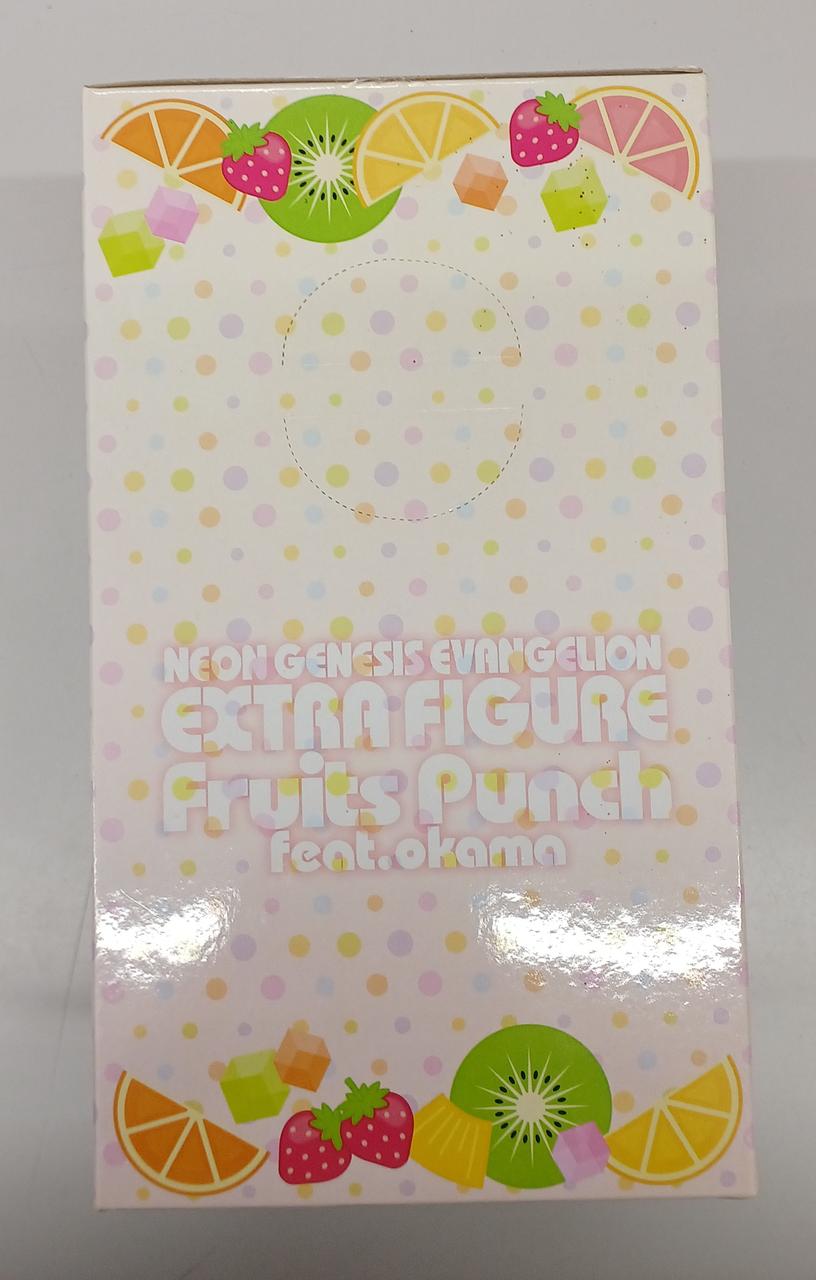 NEON GENESIS EVANGELION
EXTRA FIGURE
Fruits Punch
feat.okama